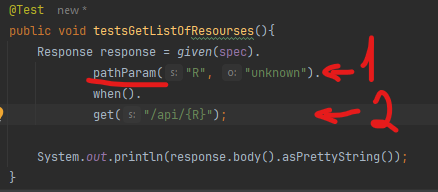 @Test new *
public void testsGetListOfResourses(){
Response response = given(spec).
pathParam( s: "R", o: "unknown"). 1
when().
get( s: "/api/{R}"); 2
System.out.println(response.body().asPrettyString());
}